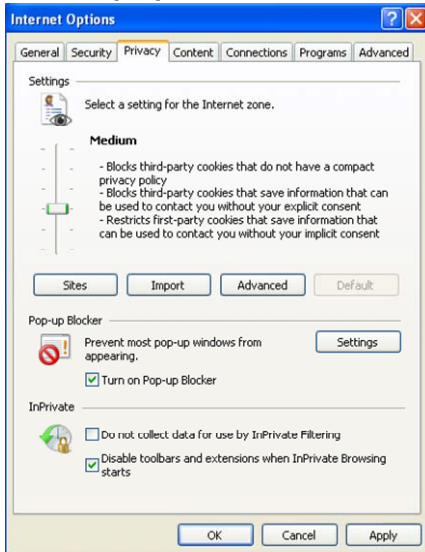 Internet Options
General Security Privacy Content Connections Programs Advanced
Settings
Select a setting for the Internet zone.
Medium
- Blocks third-party cookies that do not have a compact
privacy policy
- Blocks third-party cookies that save information that can
be used to contact you without your explicit consent
- Restricts first-party cookies that save information that
can be used to contact you without your implicit consent
Sites Import Advanced Default
Pop-up Blocker
Prevent most pop-up windows from
appearing.
Settings
Turn on Pop-up Blocker
InPrivate
Do not collect data for use by InPrivate Filtering
Disable toolbars and extensions when InPrivate Browsing
starts
OK Cancel Apply